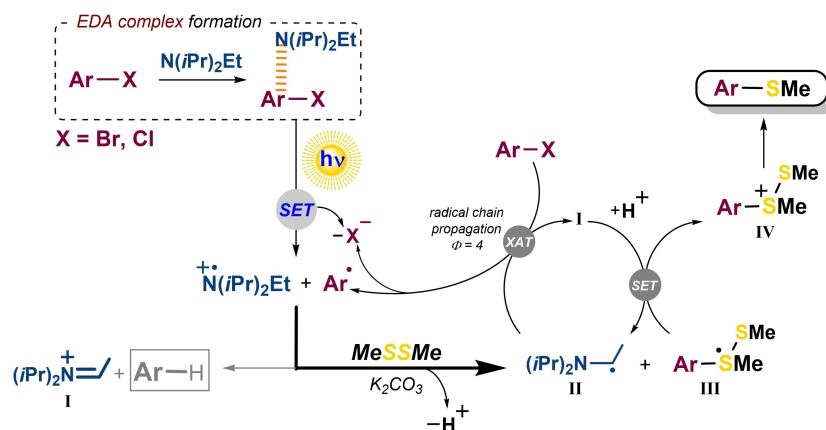 EDA complex formation
N(iPr)₂Et
N(iPr)₂Et
Ar—X
Ar—X
X = Br, Cl
hν
SET
–X⁻
+•
N(iPr)₂Et + Ar•
Ar—X
radical chain
propagation
Φ = 4
XAT
I
+H⁺
SET
Ar—SMe
SMe
+
Ar—SMe
IV
(iPr)₂N
II
+
SMe
•
Ar—SMe
III
MeSSMe
K₂CO₃
–H⁺
+
(iPr)₂N
I
+
Ar—H